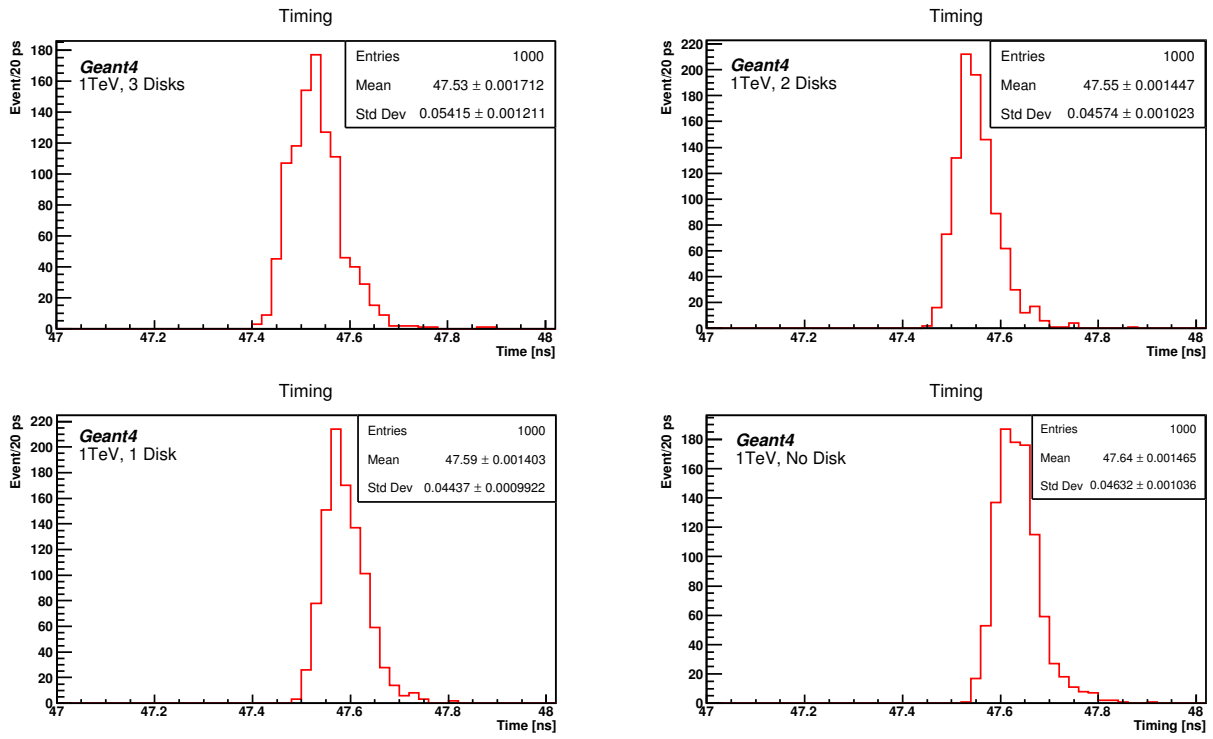 Timing
Event/20 ps
180
160
140
120
100
80
60
40
20
0
Geant4
1TeV, 3 Disks
Entries 1000
Mean 47.53 ± 0.001712
Std Dev 0.05415 ± 0.001211
47 47.2 47.4 47.6 47.8 48
Time [ns]
Timing
Event/20 ps
220
200
180
160
140
120
100
80
60
40
20
0
Geant4
1TeV, 2 Disks
Entries 1000
Mean 47.55 ± 0.001447
Std Dev 0.04574 ± 0.001023
47 47.2 47.4 47.6 47.8 48
Time [ns]
Timing
Event/20 ps
220
200
180
160
140
120
100
80
60
40
20
0
Geant4
1TeV, 1 Disk
Entries 1000
Mean 47.59 ± 0.001403
Std Dev 0.04437 ± 0.0009922
47 47.2 47.4 47.6 47.8 48
Time [ns]
Timing
Event/20 ps
180
160
140
120
100
80
60
40
20
0
Geant4
1TeV, No Disk
Entries 1000
Mean 47.64 ± 0.001465
Std Dev 0.04632 ± 0.001036
47 47.2 47.4 47.6 47.8 48
Timing [ns]